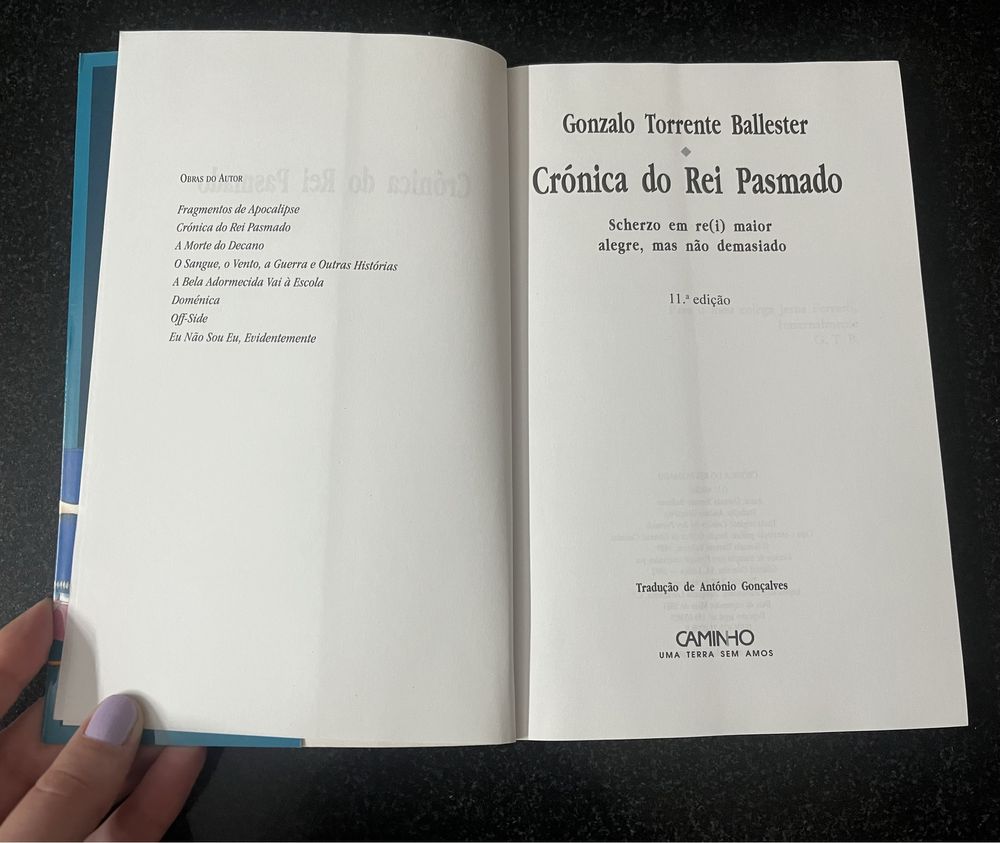 OBRAS DO AUTOR
Fragmentos de Apocalipse
Crónica do Rei Pasmado
A Morte do Decano
O Sangue, o Vento, a Guerra e Outras Histórias
A Bela Adormecida Vai à Escola
Doménica
Off-Side
Eu Não Sou Eu, Evidentemente
Gonzalo Torrente Ballester
Crónica do Rei Pasmado
Scherzo em re(i) maior
alegre, mas não demasiado
11.ª edição
Tradução de António Gonçalves
CAMINHO
UMA TERRA SEM AMOS